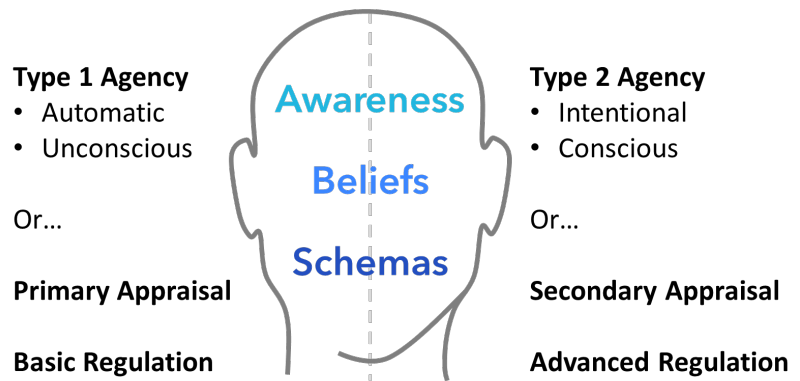 Type 1 Agency
• Automatic
• Unconscious
Or...
Primary Appraisal
Basic Regulation
Awareness
Beliefs
Schemas
Type 2 Agency
• Intentional
• Conscious
Or...
Secondary Appraisal
Advanced Regulation